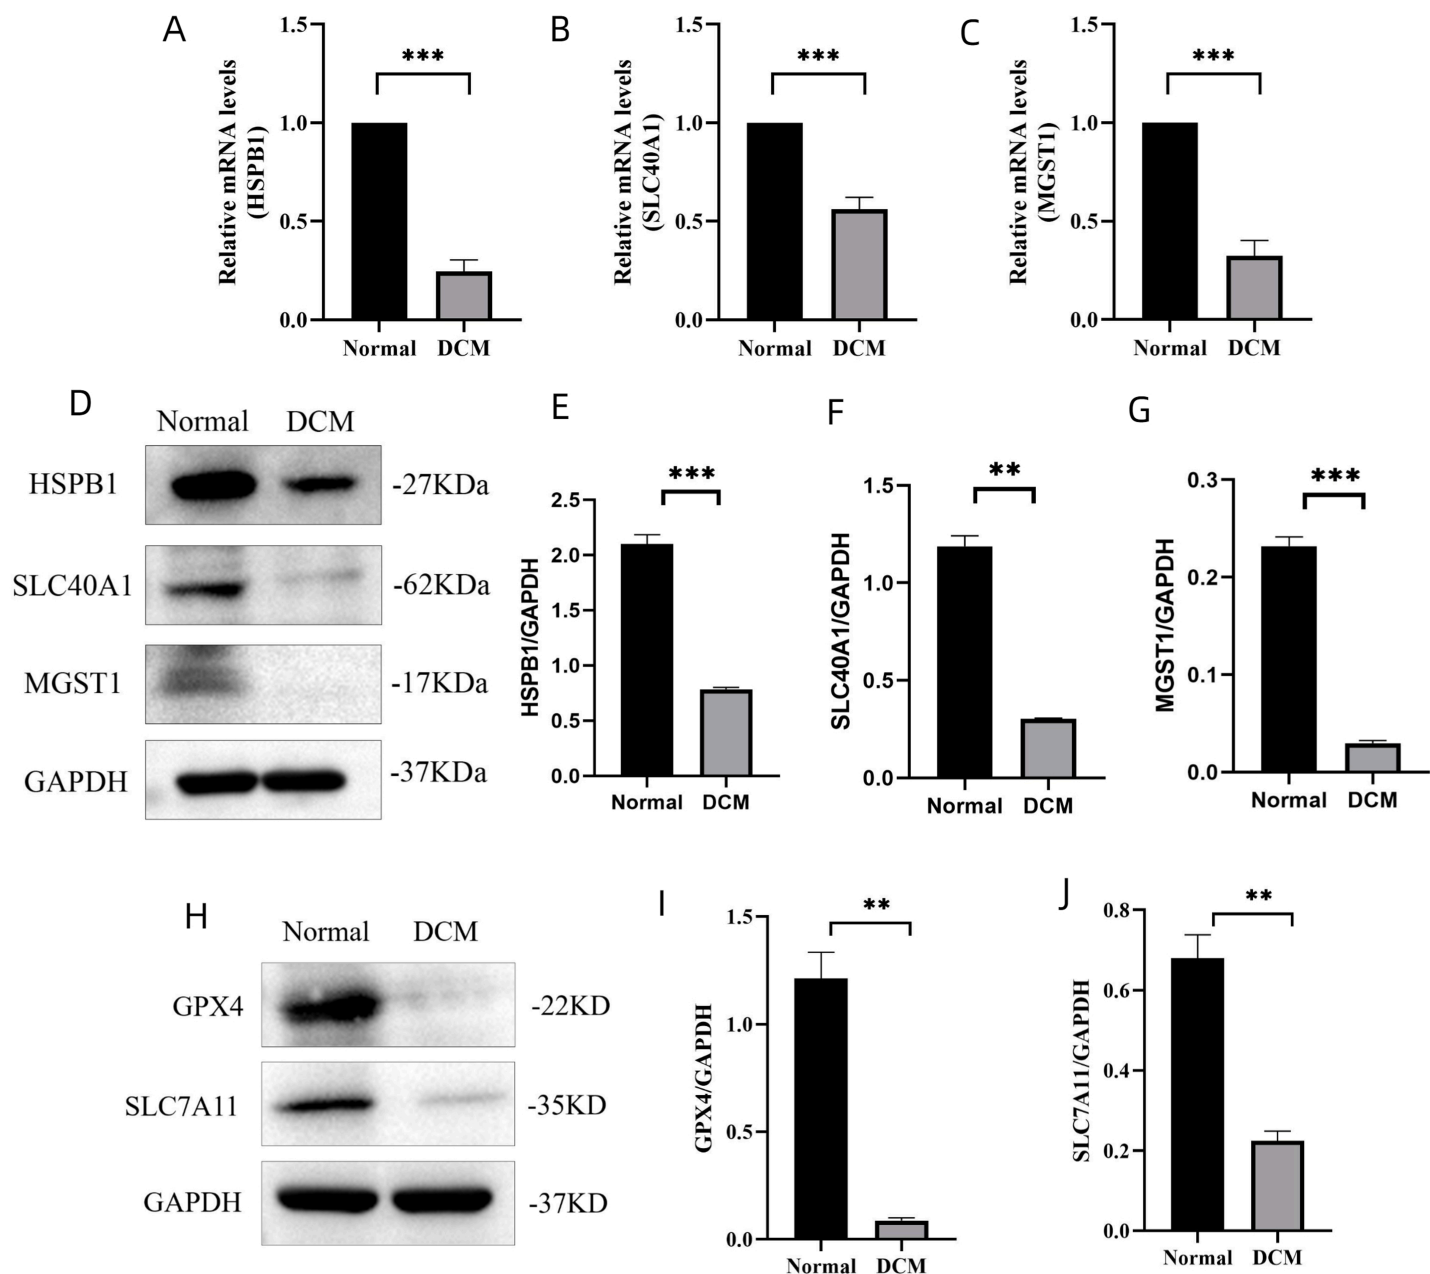 A
1.5
1.0
0.5
0.0
Relative mRNA levels
(HSPB1)
***
Normal DCM
B
1.5
1.0
0.5
0.0
Relative mRNA levels
(SLC40A1)
***
Normal DCM
C
1.5
1.0
0.5
0.0
Relative mRNA levels
(MGST1)
***
Normal DCM
D
Normal DCM
HSPB1 -27KDa
SLC40A1 -62KDa
MGST1 -17KDa
GAPDH -37KDa
E
2.5
2.0
1.5
1.0
0.5
0.0
HSPB1/GAPDH
***
Normal DCM
F
1.5
1.0
0.5
0.0
SLC40A1/GAPDH
**
Normal DCM
G
0.3
0.2
0.1
0.0
MGST1/GAPDH
***
Normal DCM
H
Normal DCM
GPX4 -22KD
SLC7A11 -35KD
GAPDH -37KD
I
1.5
1.0
0.5
0.0
GPX4/GAPDH
**
Normal DCM
J
0.8
0.6
0.4
0.2
0.0
SLC7A11/GAPDH
**
Normal DCM